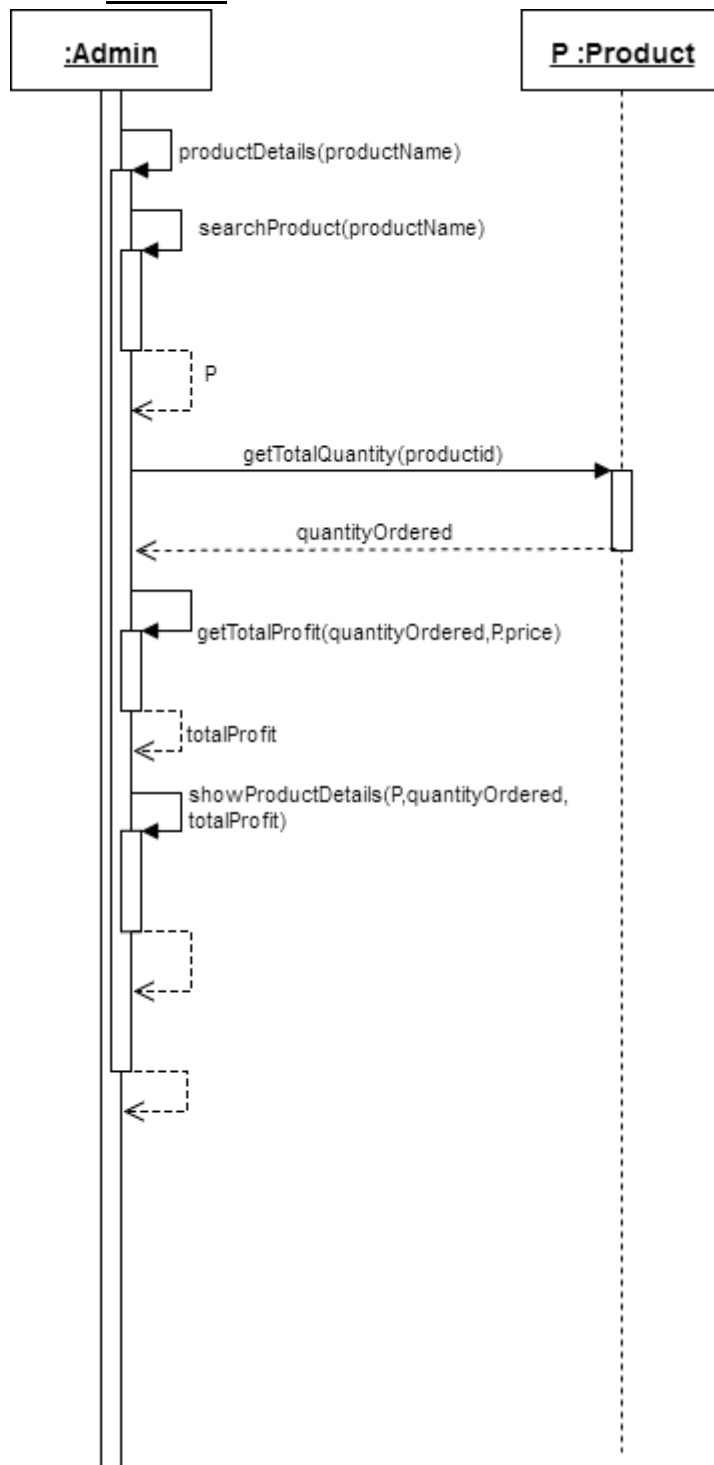 :Admin
P :Product
productDetails(productName)
searchProduct(productName)
P
getTotalQuantity(productid)
quantityOrdered
getTotalProfit(quantityOrdered,P.price)
totalProfit
showProductDetails(P,quantityOrdered,
totalProfit)